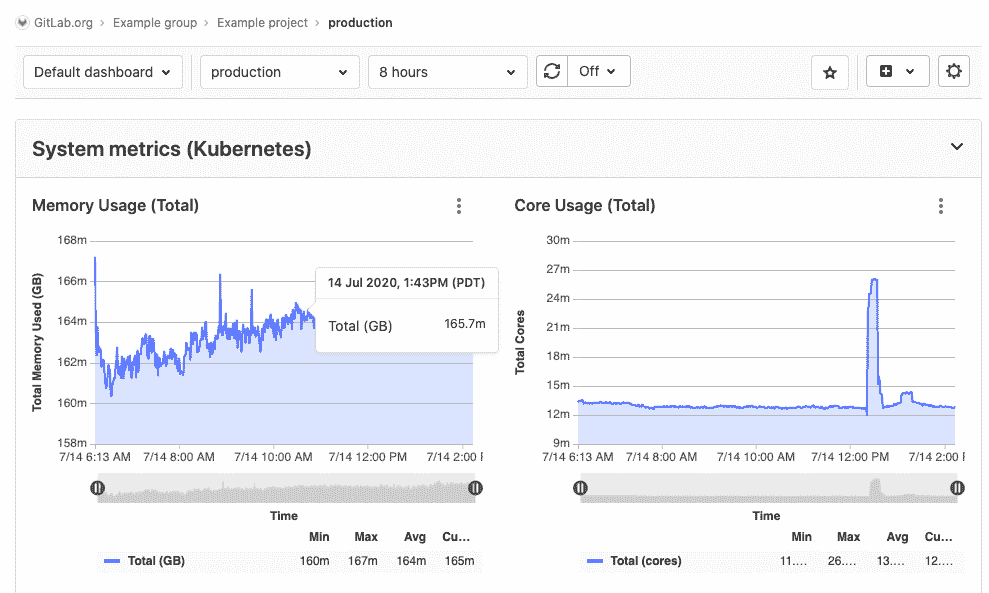 GitLab.org › Example group › Example project › production
Default dashboard production 8 hours Off
System metrics (Kubernetes)
Memory Usage (Total)
168m
166m
164m
162m
160m
158m
Total Memory Used (GB)
14 Jul 2020, 1:43PM (PDT)
Total (GB) 165.7m
7/14 6:13 AM 7/14 8:00 AM 7/14 10:00 AM 7/14 12:00 PM 7/14 2:00
Time
Min Max Avg Cu...
Total (GB) 160m 167m 164m 165m
Core Usage (Total)
30m
27m
24m
21m
18m
15m
12m
9m
Total Cores
7/14 6:13 AM 7/14 8:00 AM 7/14 10:00 AM 7/14 12:00 PM 7/14 2:00
Time
Min Max Avg Cu...
Total (cores) 11.... 26.... 13.... 12....